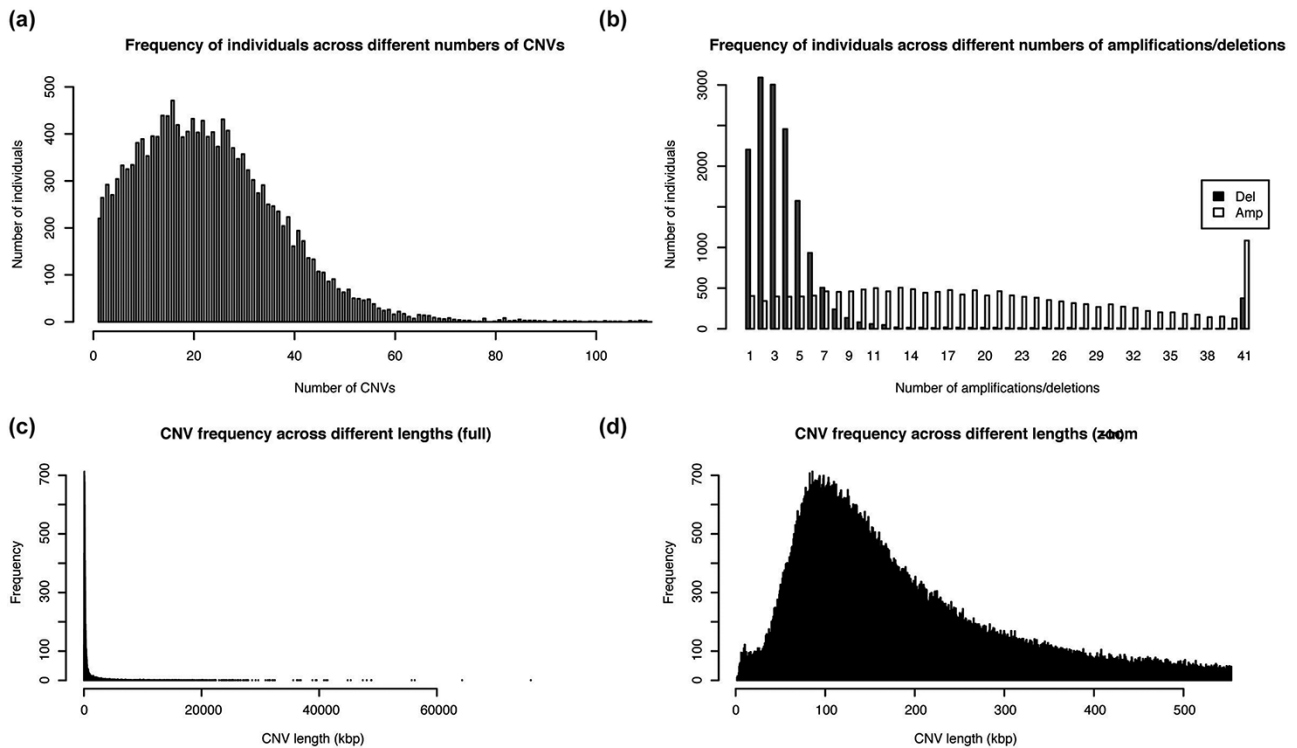 (a)
Frequency of individuals across different numbers of CNVs
Number of individuals
500
400
300
200
100
0
0 20 40 60 80 100
Number of CNVs
(b)
Frequency of individuals across different numbers of amplifications/deletions
Number of individuals
3000
2000
1000
500
0
Del
Amp
1 3 5 7 9 11 14 17 20 23 26 29 32 35 38 41
Number of amplifications/deletions
(c)
CNV frequency across different lengths (full)
Frequency
700
500
300
100
0
0 20000 40000 60000
CNV length (kbp)
(d)
CNV frequency across different lengths
Frequency
700
500
300
100
0
0 100 200 300 400 500
CNV length (kbp)